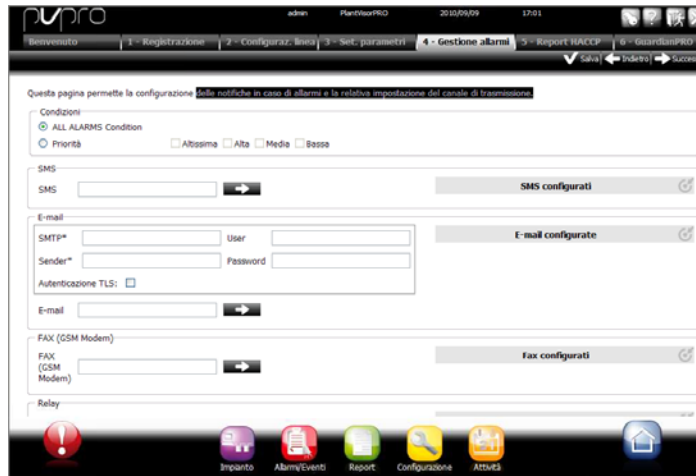 pvpro
admin PlantVisorPRO 2010/09/09 17:01
Benvenuto 1 - Registrazione 2 - Configuraz. linea 3 - Set. parametri 4 - Gestione allarmi 5 - Report HACCP 6 - GuardianPRO
Salva Indietro Succes
Questa pagina permette la configurazione delle notifiche in caso di allarmi e la relativa impostazione del canale di trasmissione.
Condizioni
ALL ALARMS Condition
Priorità Altissima Alta Media Bassa
SMS
SMS SMS configurati
E-mail
SMTP* User E-mail configurate
Sender* Password
Autenticazione TLS:
E-mail
FAX (GSM Modem)
FAX (GSM Modem) Fax configurati
Relay
Impianto Allarmi/Eventi Report Configurazione Attività